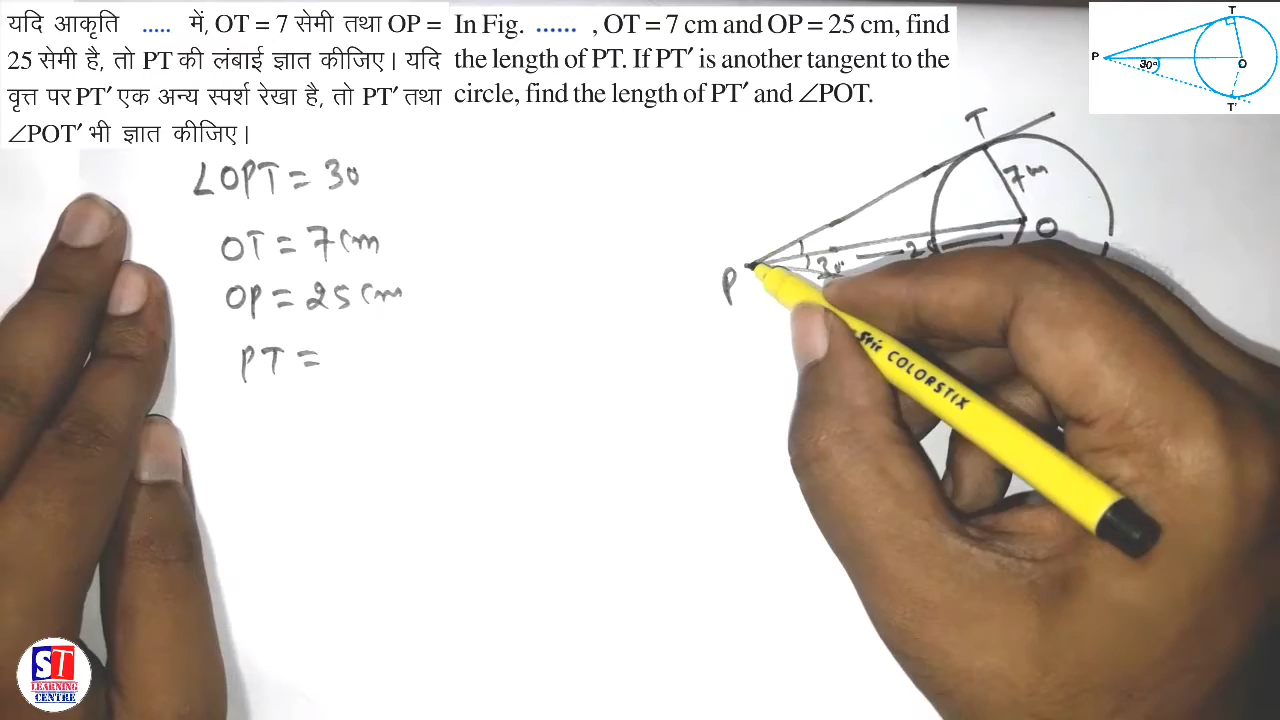 यदि आकृति ..... में, OT = 7 सेमी तथा OP =
25 सेमी है, तो PT की लंबाई ज्ञात कीजिए। यदि
वृत्त पर PT′ एक अन्य स्पर्श रेखा है, तो PT′ तथा
∠POT′ भी ज्ञात कीजिए।
In Fig. ...... , OT = 7 cm and OP = 25 cm, find
the length of PT. If PT′ is another tangent to the
circle, find the length of PT′ and ∠POT.
T
P
30°
O
T'
∠OPT = 30
OT = 7cm
OP = 25cm
PT =
T
7cm
O
P
30°
Stic COLORSTIX
ST
LEARNING
CENTRE